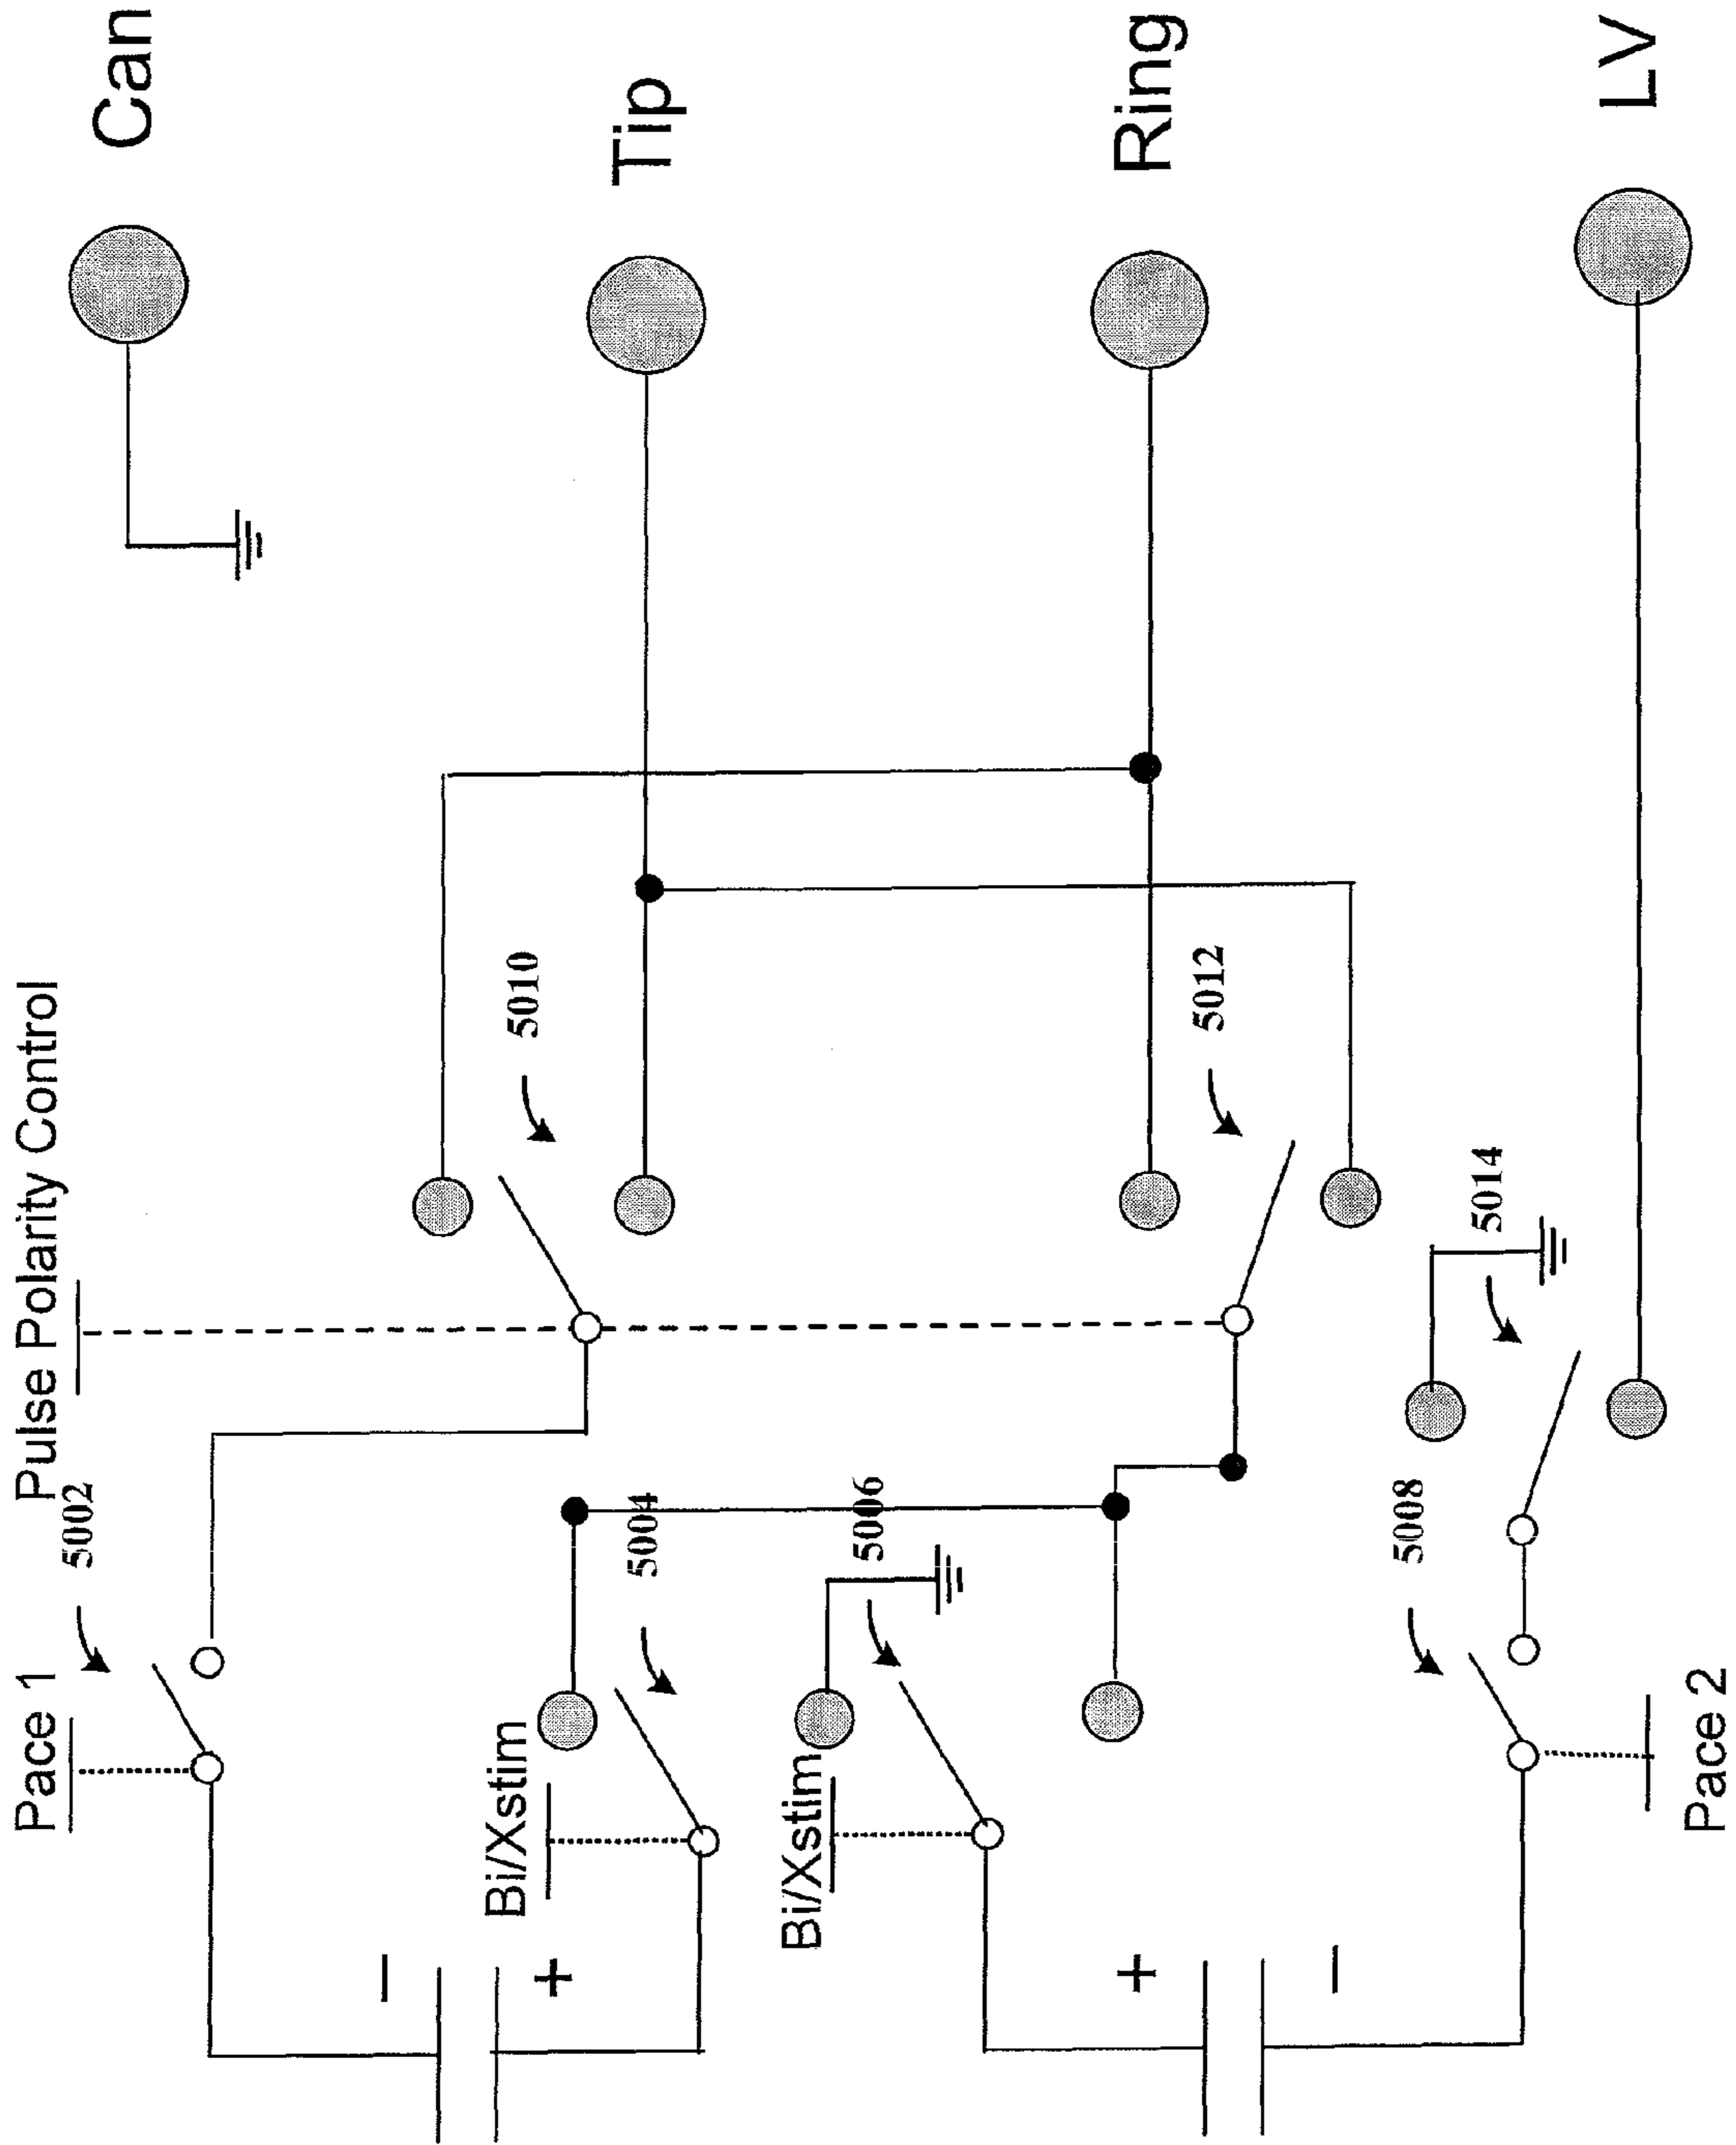 Can
Tip
Ring
LV
Pulse Polarity Control
5010
5012
5014
5002
5004
5006
5008
Pace 1
Bi/Xstim
Bi/Xstim
Pace 2
−
+
+
−